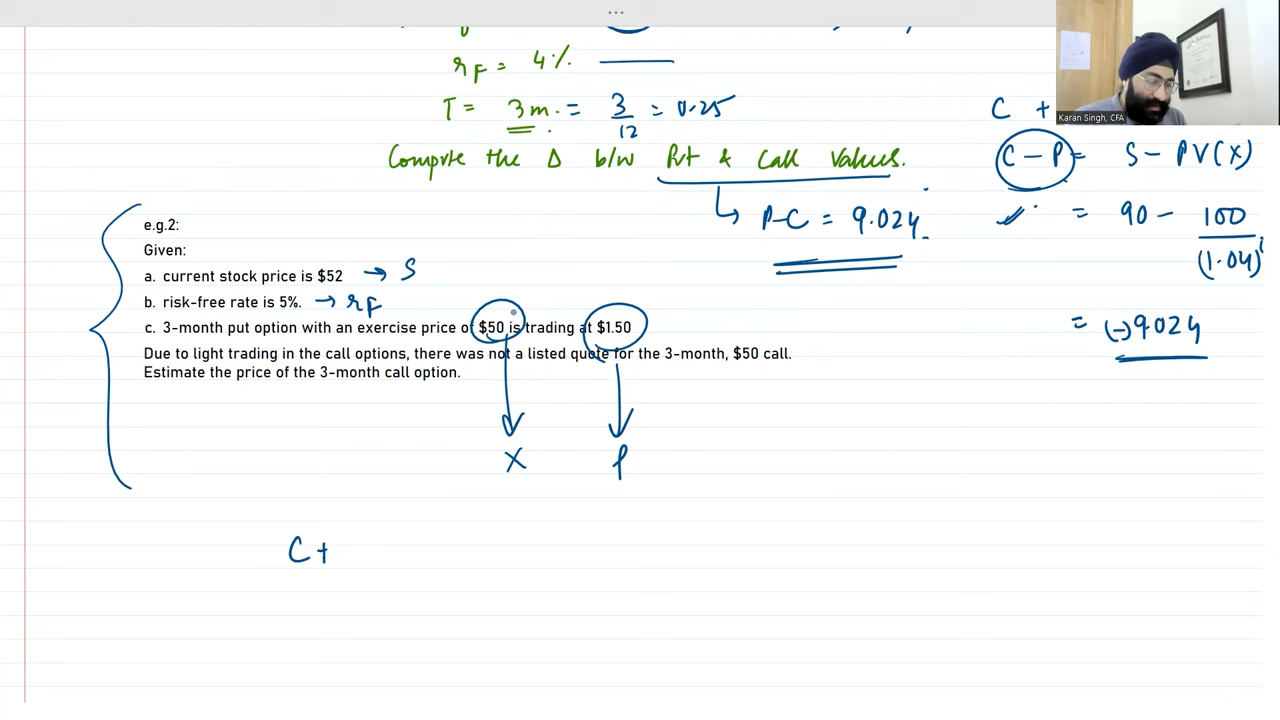 rF = 4%.
T = 3m. = 3/12 = 0.25
Compute the Δ b/w Put & Call Values.
P-C = 9.024
e.g.2:
Given:
a. current stock price is $52 → S
b. risk-free rate is 5%. → rF
c. 3-month put option with an exercise price of $50 is trading at $1.50
Due to light trading in the call options, there was not a listed quote for the 3-month, $50 call.
Estimate the price of the 3-month call option.
X P
C +
C +
C - P = S - PV(X)
= 90 - 100/(1.04)
= (-)9.024
Karan Singh, CFA